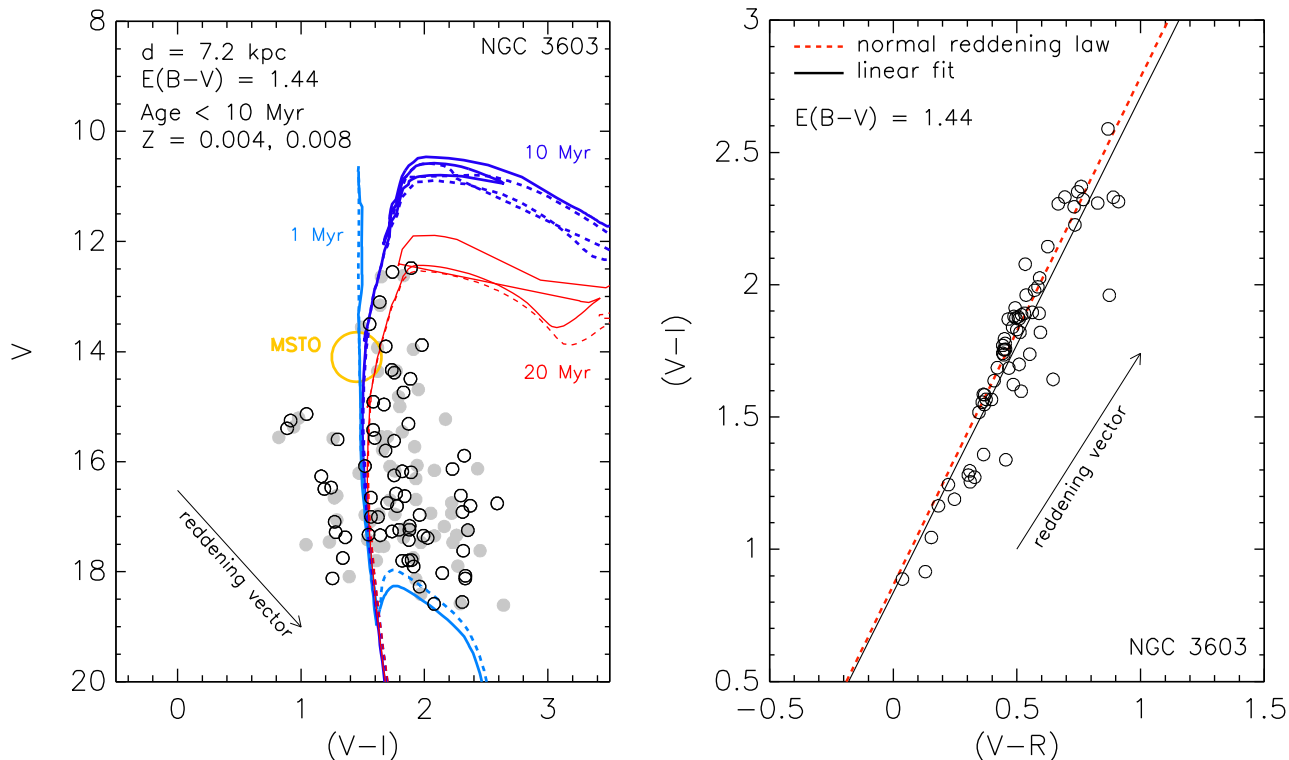 NGC 3603
d = 7.2 kpc
E(B−V) = 1.44
Age < 10 Myr
Z = 0.004, 0.008
10 Myr
1 Myr
MSTO
20 Myr
reddening vector
8
10
12
14
16
18
20
V
0
1
2
3
(V−I)
normal reddening law
linear fit
E(B−V) = 1.44
reddening vector
NGC 3603
3
2.5
2
1.5
1
0.5
(V−I)
−0.5
0
0.5
1
1.5
(V−R)